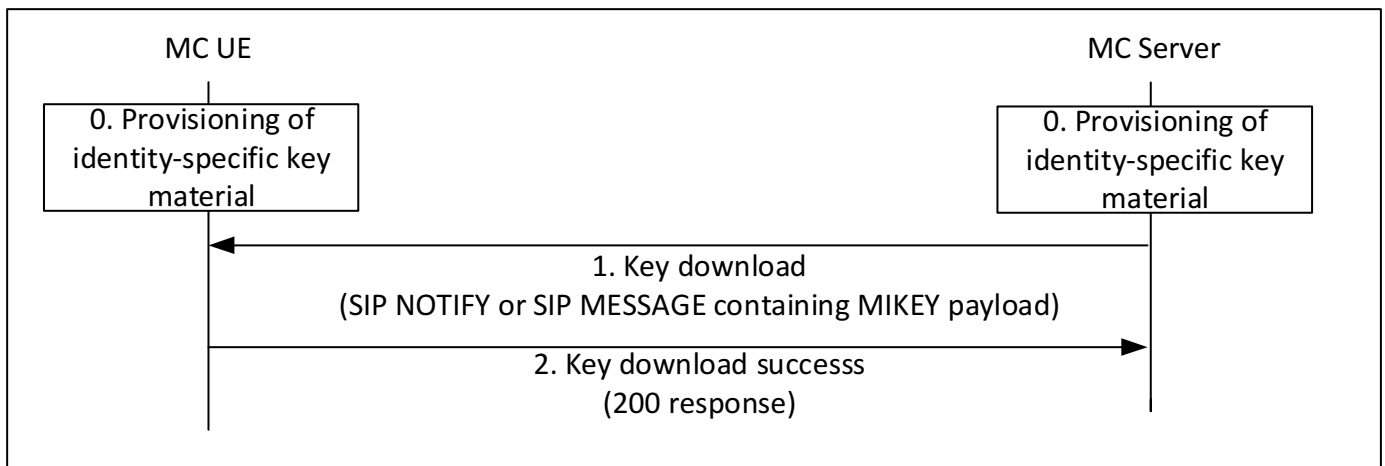 MC UE
MC Server
0. Provisioning of
identity-specific key
material
0. Provisioning of
identity-specific key
material
1. Key download
(SIP NOTIFY or SIP MESSAGE containing MIKEY payload)
2. Key download successs
(200 response)